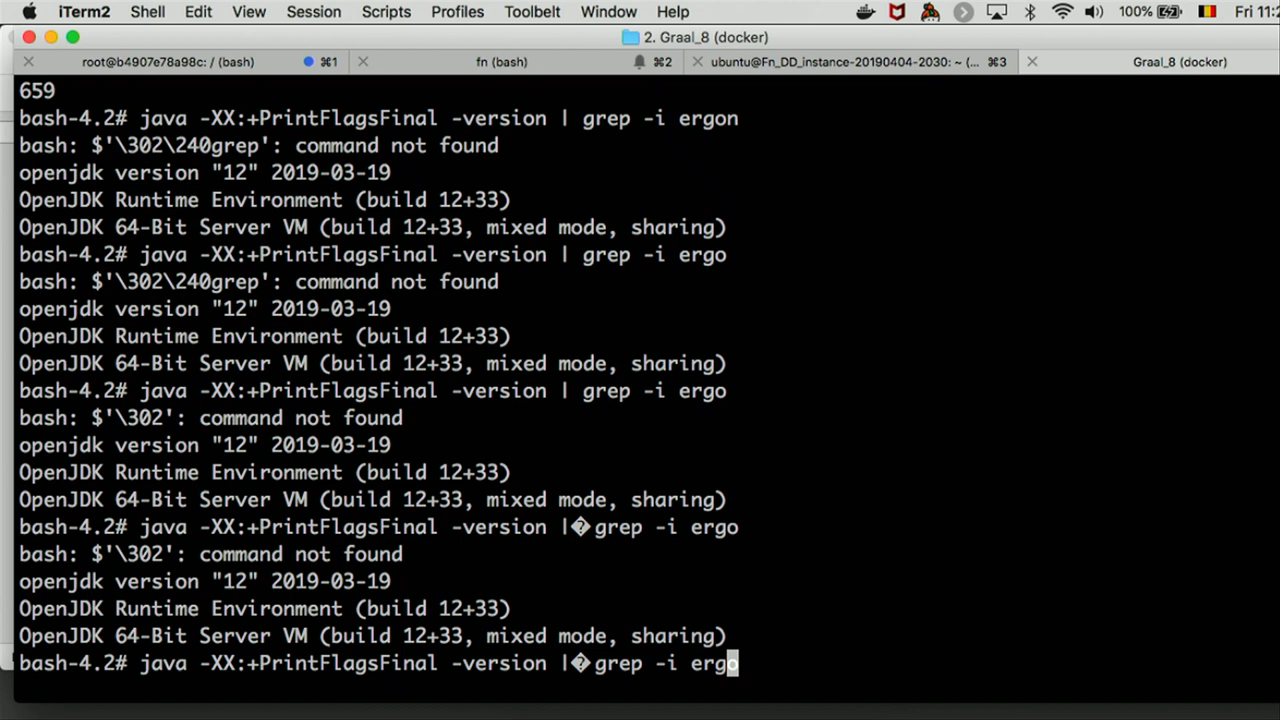 iTerm2 Shell Edit View Session Scripts Profiles Toolbelt Window Help 100% Fri 11:2
2. Graal_8 (docker)
root@b4907e78a98c: / (bash) ⌘1 fn (bash) ⌘2 ubuntu@Fn_DD_instance-20190404-2030: ~ (... ⌘3 Graal_8 (docker)
659
bash-4.2# java -XX:+PrintFlagsFinal -version | grep -i ergon
bash: $'\302\240grep': command not found
openjdk version "12" 2019-03-19
OpenJDK Runtime Environment (build 12+33)
OpenJDK 64-Bit Server VM (build 12+33, mixed mode, sharing)
bash-4.2# java -XX:+PrintFlagsFinal -version | grep -i ergo
bash: $'\302\240grep': command not found
openjdk version "12" 2019-03-19
OpenJDK Runtime Environment (build 12+33)
OpenJDK 64-Bit Server VM (build 12+33, mixed mode, sharing)
bash-4.2# java -XX:+PrintFlagsFinal -version | grep -i ergo
bash: $'\302': command not found
openjdk version "12" 2019-03-19
OpenJDK Runtime Environment (build 12+33)
OpenJDK 64-Bit Server VM (build 12+33, mixed mode, sharing)
bash-4.2# java -XX:+PrintFlagsFinal -version |�grep -i ergo
bash: $'\302': command not found
openjdk version "12" 2019-03-19
OpenJDK Runtime Environment (build 12+33)
OpenJDK 64-Bit Server VM (build 12+33, mixed mode, sharing)
bash-4.2# java -XX:+PrintFlagsFinal -version |�grep -i ergo